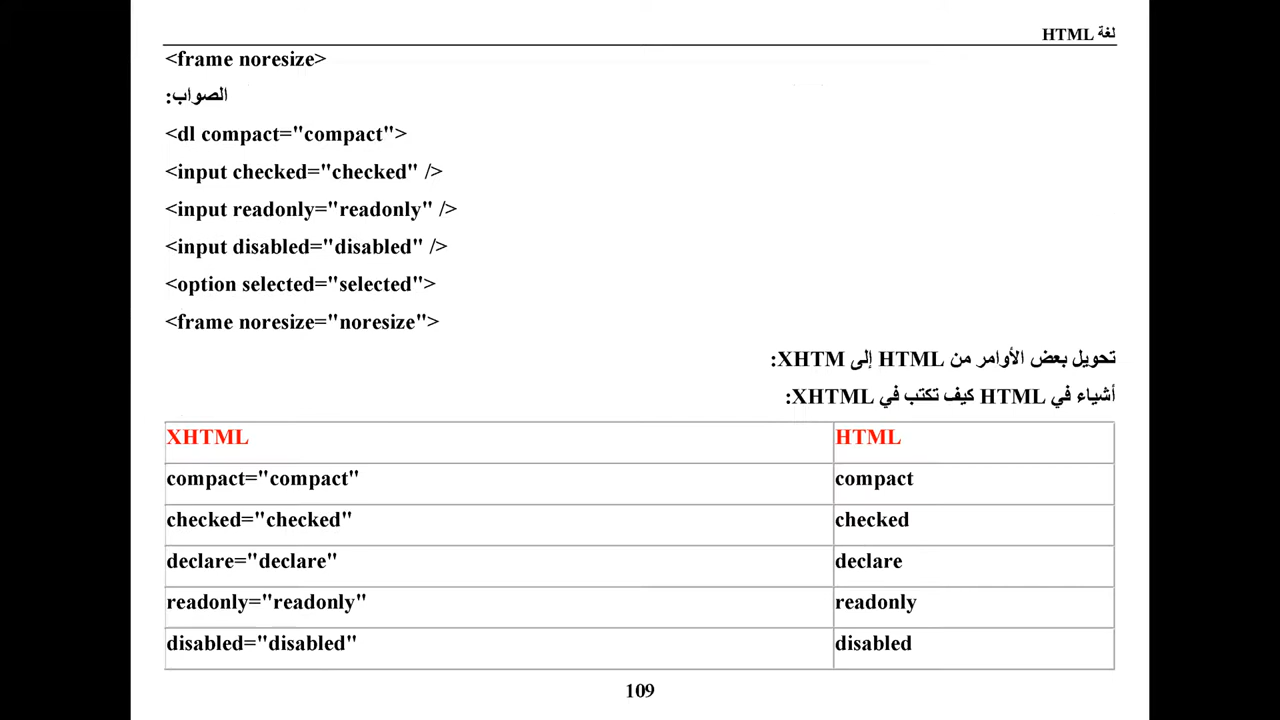 لغة HTML
<frame noresize>
الصواب:
<dl compact="compact">
<input checked="checked" />
<input readonly="readonly" />
<input disabled="disabled" />
<option selected="selected">
<frame noresize="noresize">
تحويل بعض الأوامر من HTML إلى XHTM:
أشياء في HTML كيف تكتب في XHTML:
XHTML HTML
compact="compact" compact
checked="checked" checked
declare="declare" declare
readonly="readonly" readonly
disabled="disabled" disabled
109